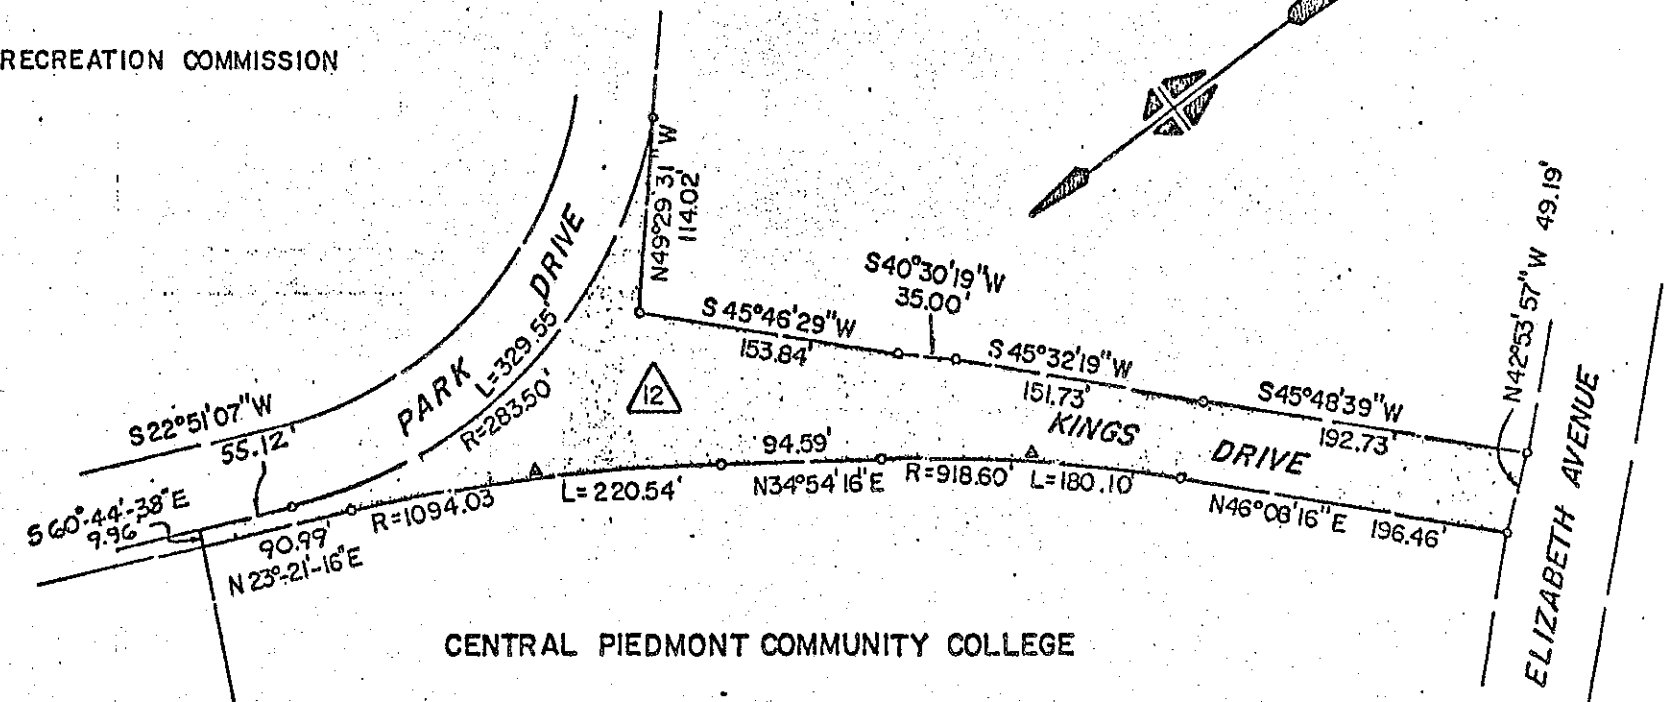 RECREATION COMMISSION
N49°29'31"W
114.02'
PARK DRIVE
L=329.55'
R=283.50'
S22°51'07"W
55.12'
S60°-44'-38"E
9.96'
90.99'
N23°-21'-16"E
R=1094.03'
L=220.54'
12
S45°46'29"W
153.84'
S40°30'19"W
35.00'
S45°32'19"W
151.73'
S45°48'39"W
192.73'
N42°53'57"W 49.19'
94.59'
N34°54'16"E
R=918.60'
L=180.10'
KINGS DRIVE
N46°08'16"E 196.46'
ELIZABETH AVENUE
CENTRAL PIEDMONT COMMUNITY COLLEGE